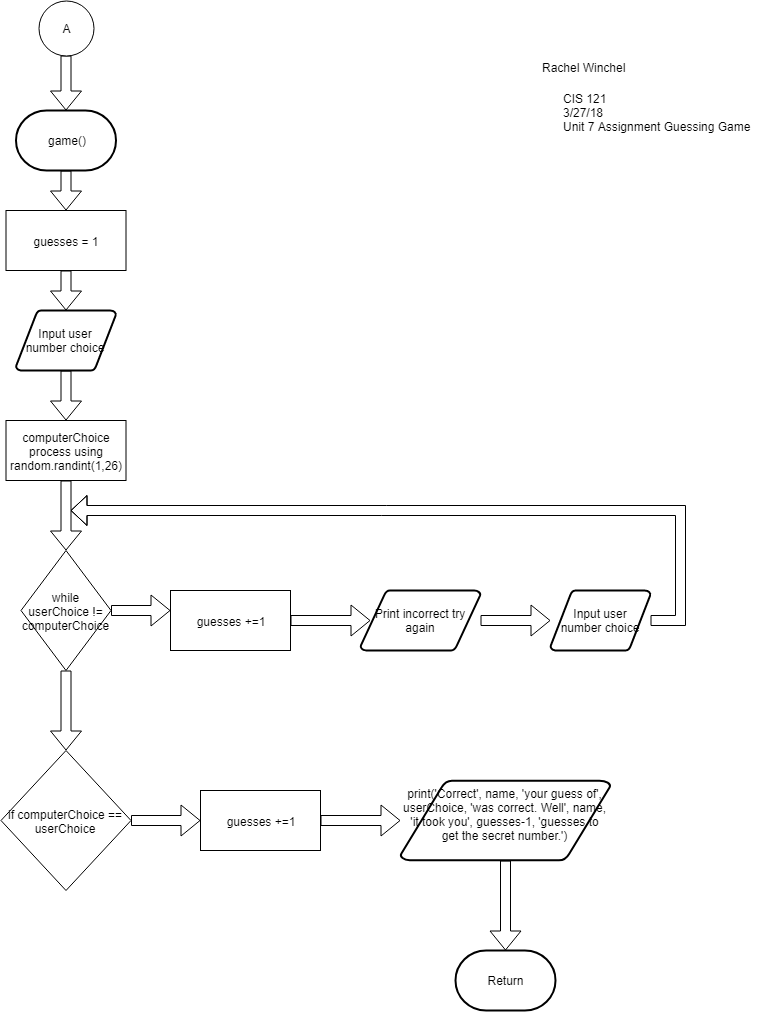 A
Rachel Winchel
CIS 121
3/27/18
Unit 7 Assignment Guessing Game
game()
guesses = 1
Input user
number choice
computerChoice
process using
random.randint(1,26)
while
userChoice !=
computerChoice
guesses +=1
Print incorrect try
again
Input user
number choice
if computerChoice ==
userChoice
guesses +=1
print('Correct', name, 'your guess of',
userChoice, 'was correct. Well', name,
'it took you', guesses-1, 'guesses to
get the secret number.')
Return